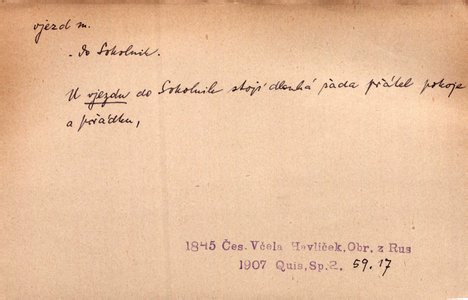 vjezd m.
- do Sokolnik.
U vjezdu do Sokolnik stojí dlouhá řada přátel pokoje
a pořádku,
1845 Čes. Včela Havlíček, Obr. z Rus
1907 Quis, Sp. 2. 59.17